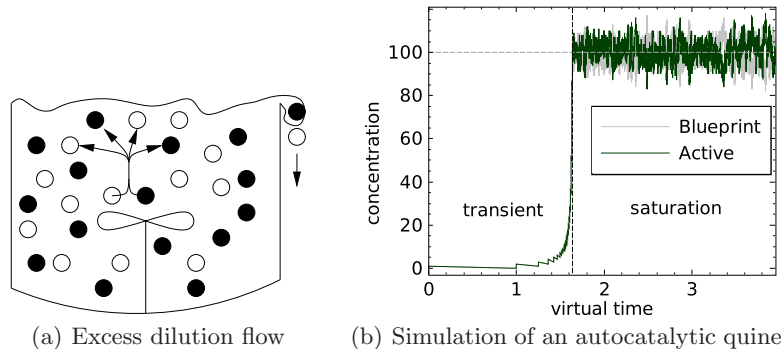 100
80
60
40
20
0
concentration
Blueprint
Active
transient
saturation
0 1 2 3
virtual time
(a) Excess dilution flow
(b) Simulation of an autocatalytic quine